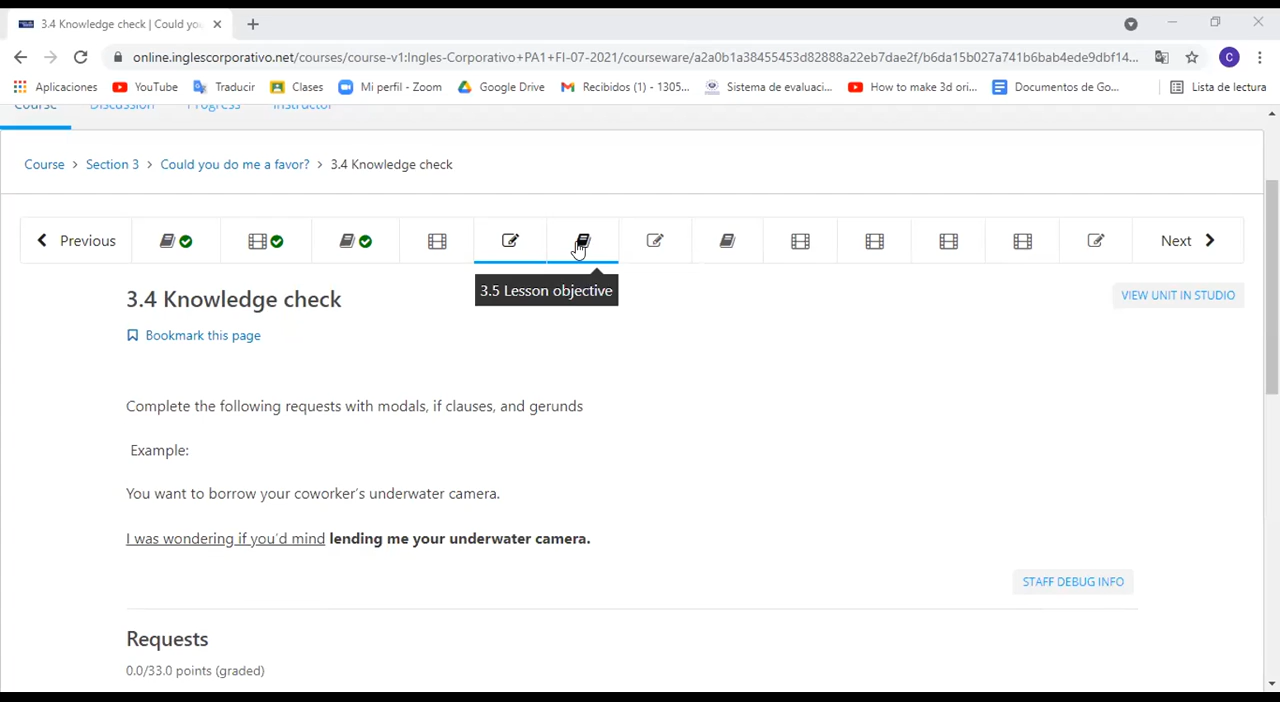 3.4 Knowledge check | Could you
online.inglescorporativo.net/courses/course-v1:Ingles-Corporativo+PA1+FI-07-2021/courseware/a2a0b1a38455453d82888a22eb7dae2f/b6da15b027a741b6bab4ede9dbf14...
C
Aplicaciones YouTube Traducir Clases Mi perfil - Zoom Google Drive Recibidos (1) - 1305... Sistema de evaluaci... How to make 3d ori... Documentos de Go... Lista de lectura
Course Discussion Progress Instructor
Course > Section 3 > Could you do me a favor? > 3.4 Knowledge check
Previous Next
3.5 Lesson objective
3.4 Knowledge check
VIEW UNIT IN STUDIO
Bookmark this page
Complete the following requests with modals, if clauses, and gerunds
Example:
You want to borrow your coworker’s underwater camera.
I was wondering if you’d mind lending me your underwater camera.
STAFF DEBUG INFO
Requests
0.0/33.0 points (graded)